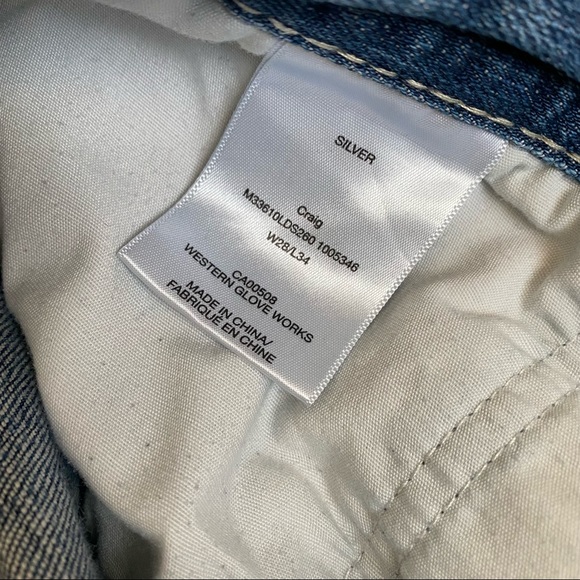 SILVER
Craig
M33610LDS260 1005346
W28/L34
CA00508
WESTERN GLOVE WORKS
MADE IN CHINA/
FABRIQUÉ EN CHINE